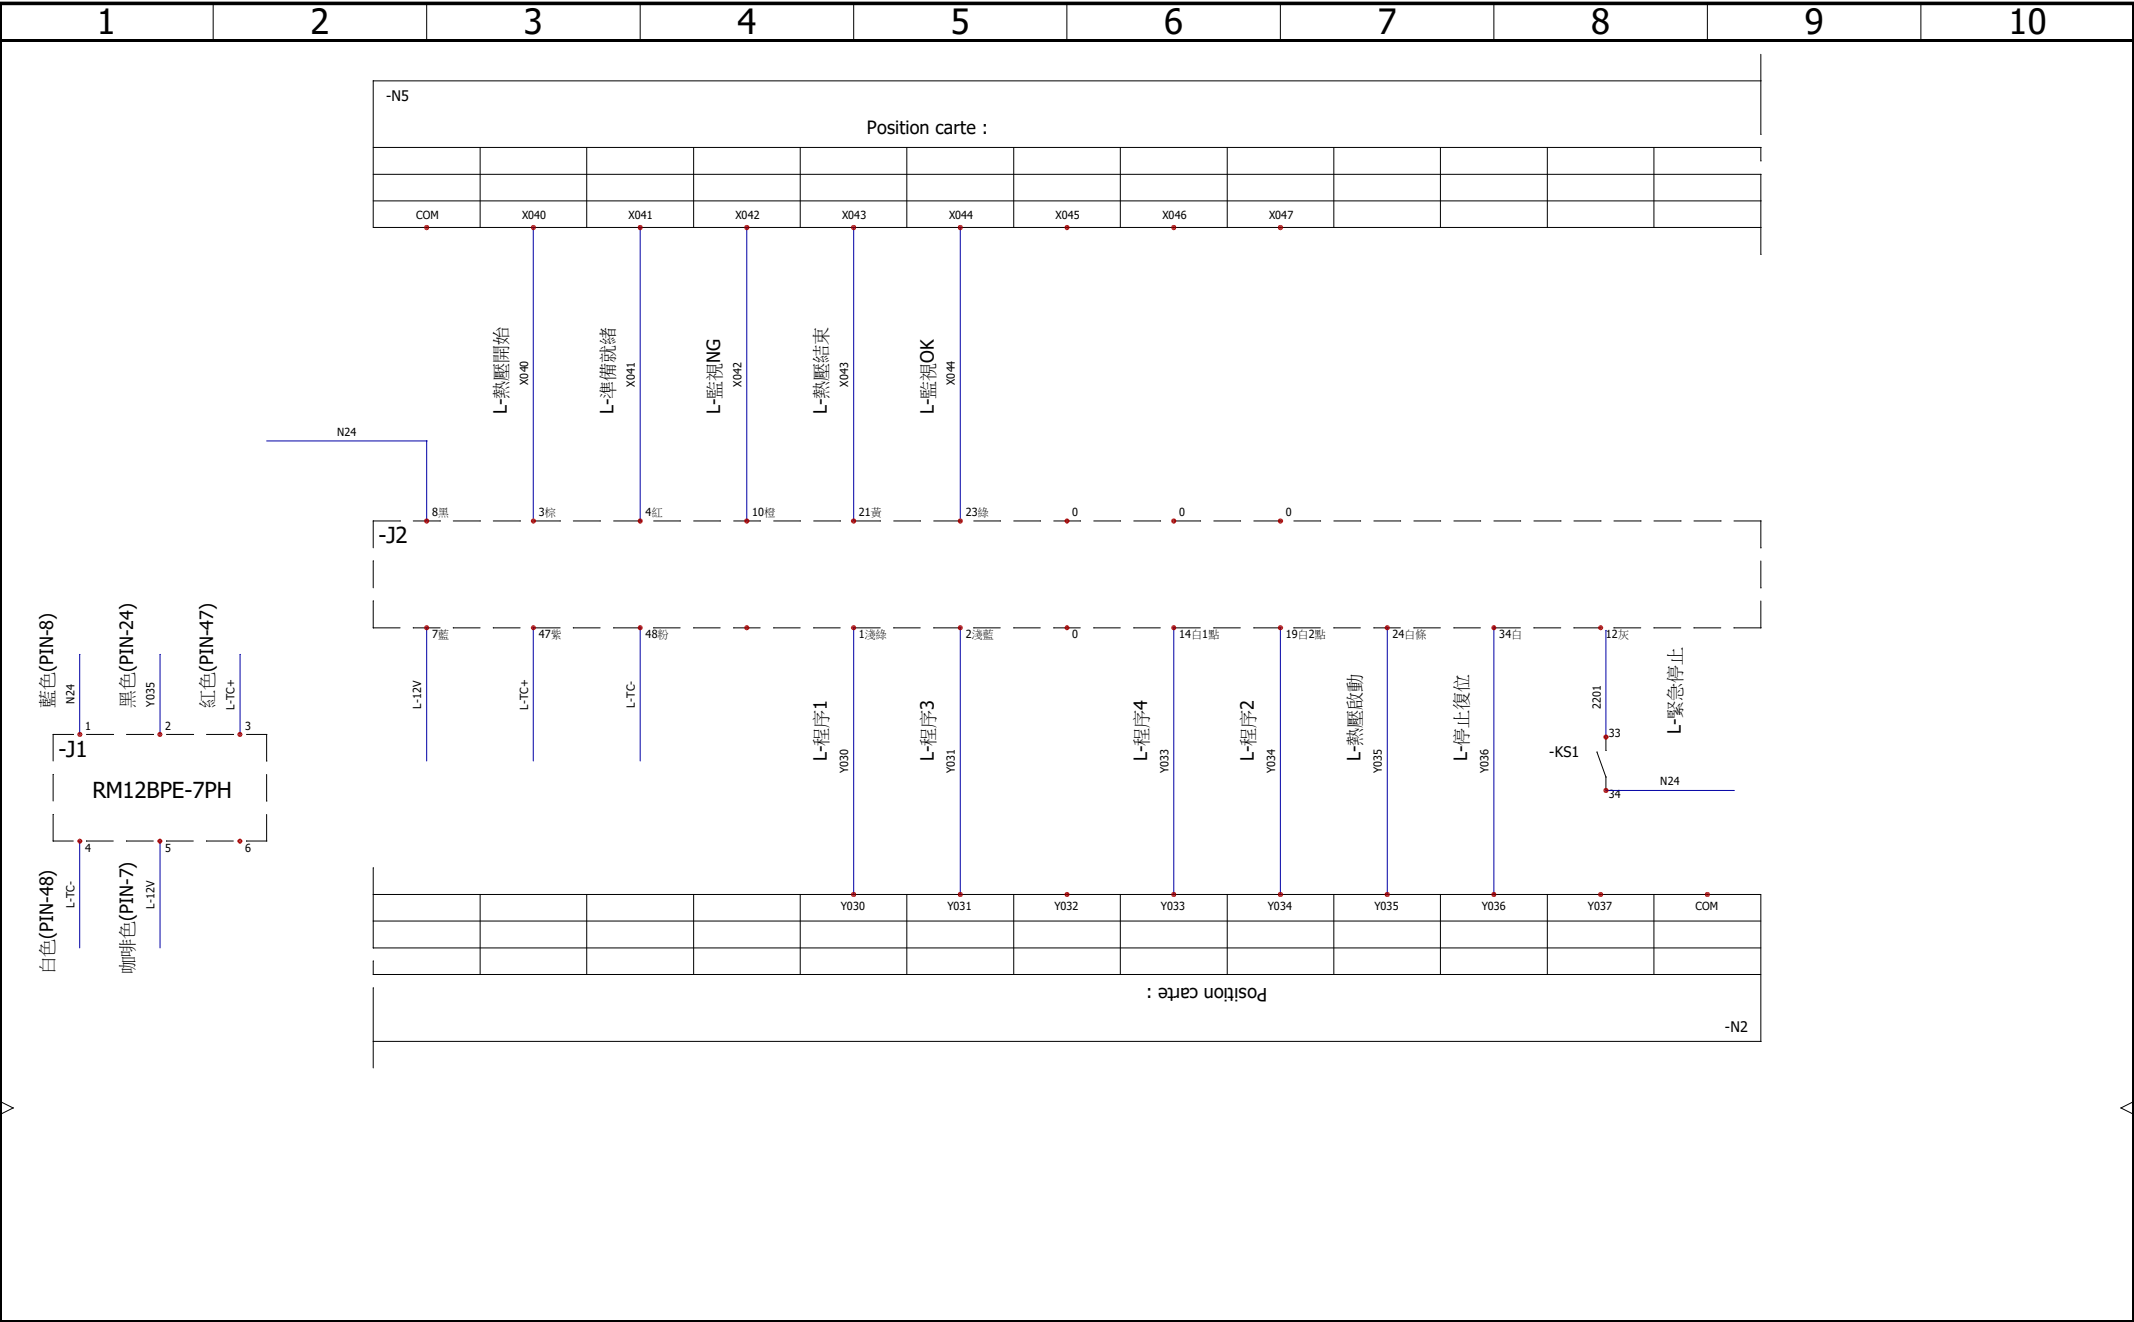 1 2 3 4 5 6 7 8 9 10
-N5
Position carte :
COM X040 X041 X042 X043 X044 X045 X046 X047
L-熱壓開始
X040
L-準備就緒
X041
L-監視NG
X042
L-熱壓結束
X043
L-監視OK
X044
N24
8黑 3棕 4紅 10橙 21黃 23綠 0 0 0
-J2
7藍 47紫 48粉 1淺綠 2淺藍 0 14白1點 19白2點 24白條 34白 12灰
L-12V
L-TC+
L-TC-
L-程序1
Y030
L-程序3
Y031
L-程序4
Y033
L-程序2
Y034
L-熱壓啟動
Y035
L-停止復位
Y036
2201
L-緊急停止
33
-KS1
34
N24
藍色(PIN-8)
N24
黑色(PIN-24)
Y035
紅色(PIN-47)
L-TC+
1 2 3
-J1
RM12BPE-7PH
4 5 6
白色(PIN-48)
L-TC-
咖啡色(PIN-7)
L-12V
Y030 Y031 Y032 Y033 Y034 Y035 Y036 Y037 COM
Position carte :
-N2